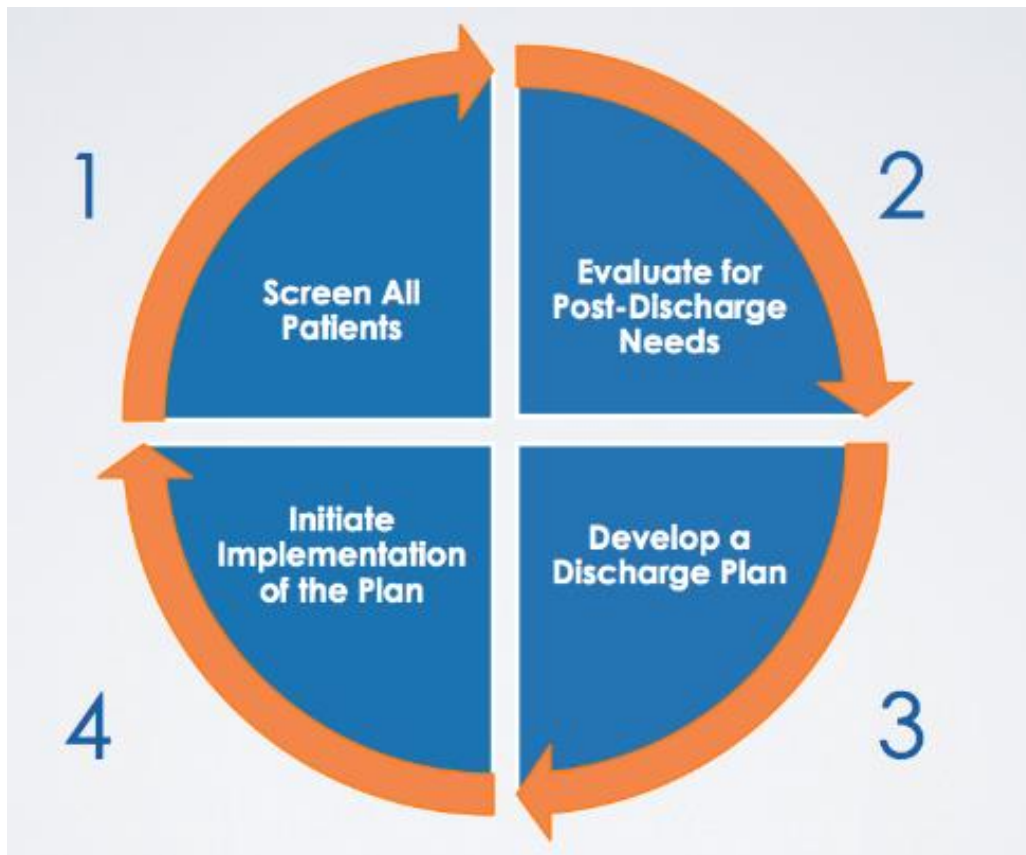 1
Screen All
Patients
2
Evaluate for
Post-Discharge
Needs
3
Develop a
Discharge Plan
4
Initiate
Implementation
of the Plan